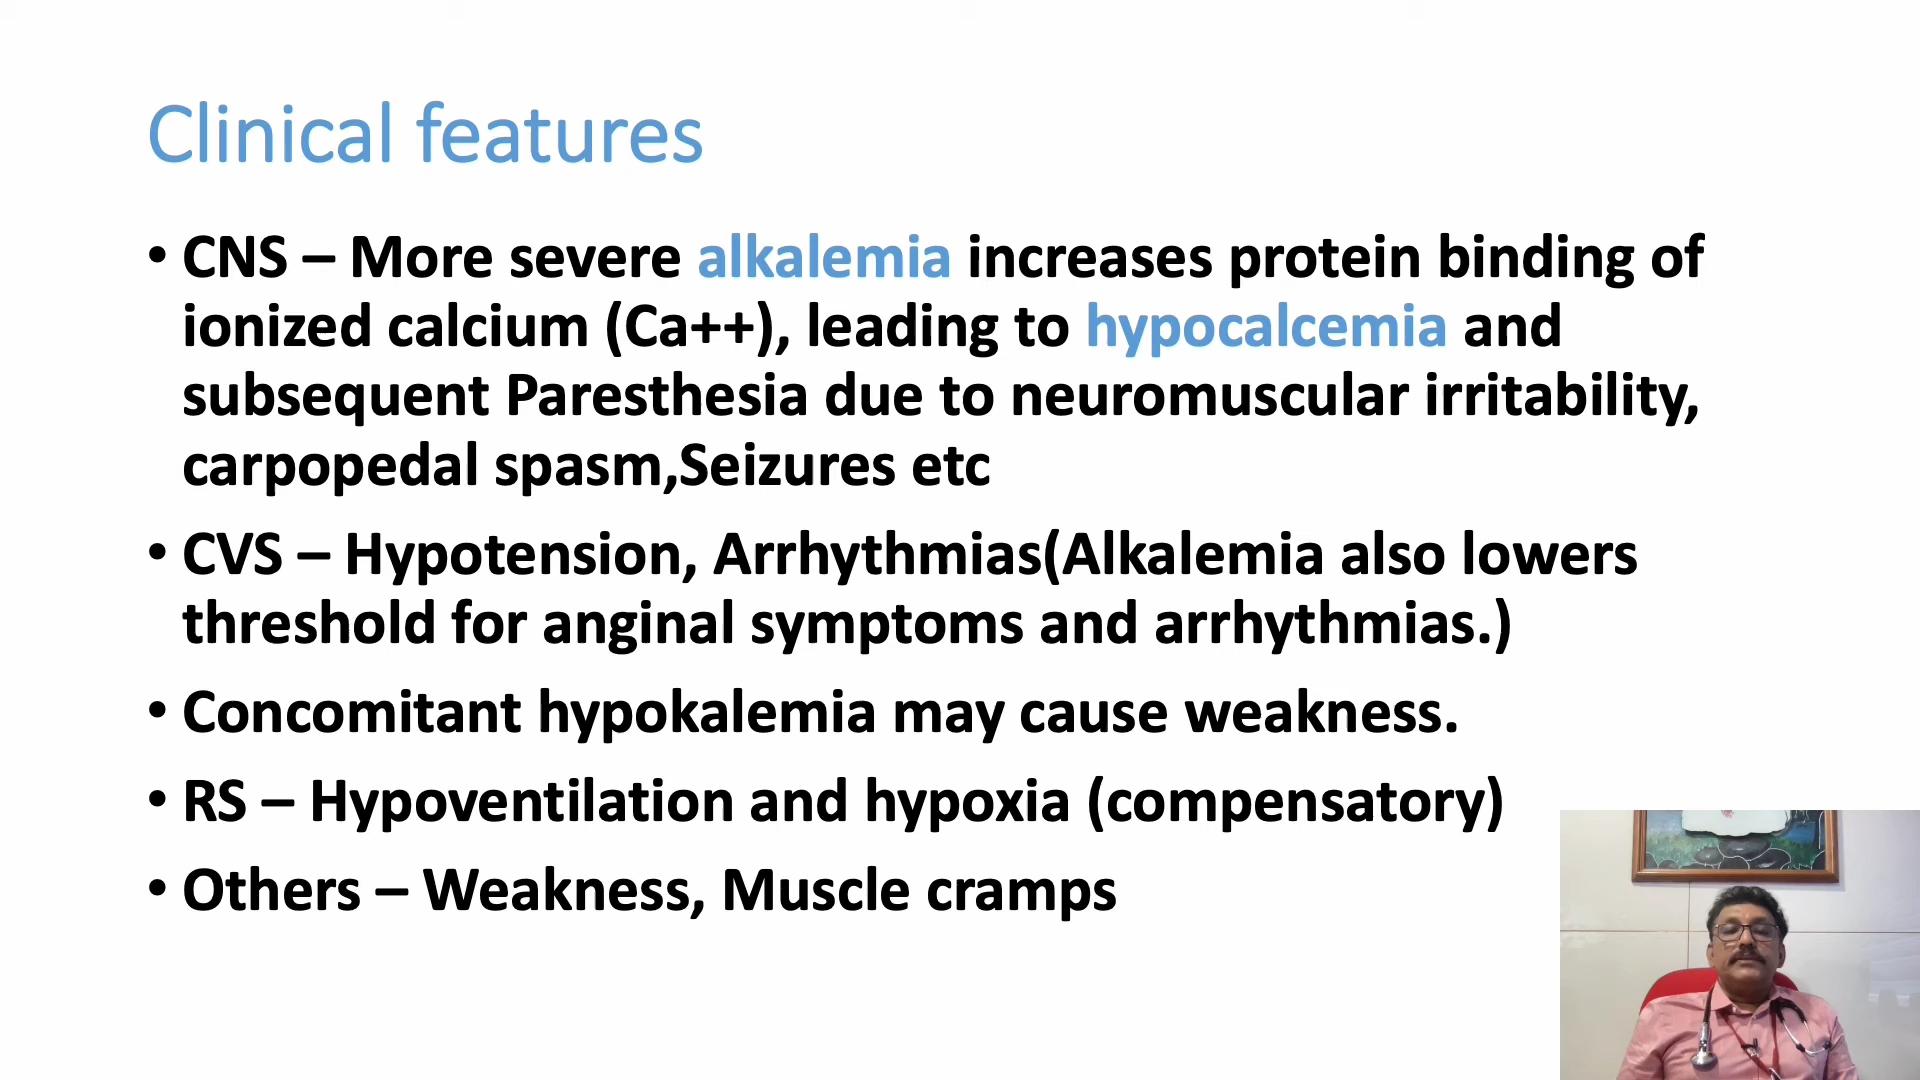 Clinical features
• CNS – More severe alkalemia increases protein binding of
ionized calcium (Ca++), leading to hypocalcemia and
subsequent Paresthesia due to neuromuscular irritability,
carpopedal spasm,Seizures etc
• CVS – Hypotension, Arrhythmias(Alkalemia also lowers
threshold for anginal symptoms and arrhythmias.)
• Concomitant hypokalemia may cause weakness.
• RS – Hypoventilation and hypoxia (compensatory)
• Others – Weakness, Muscle cramps